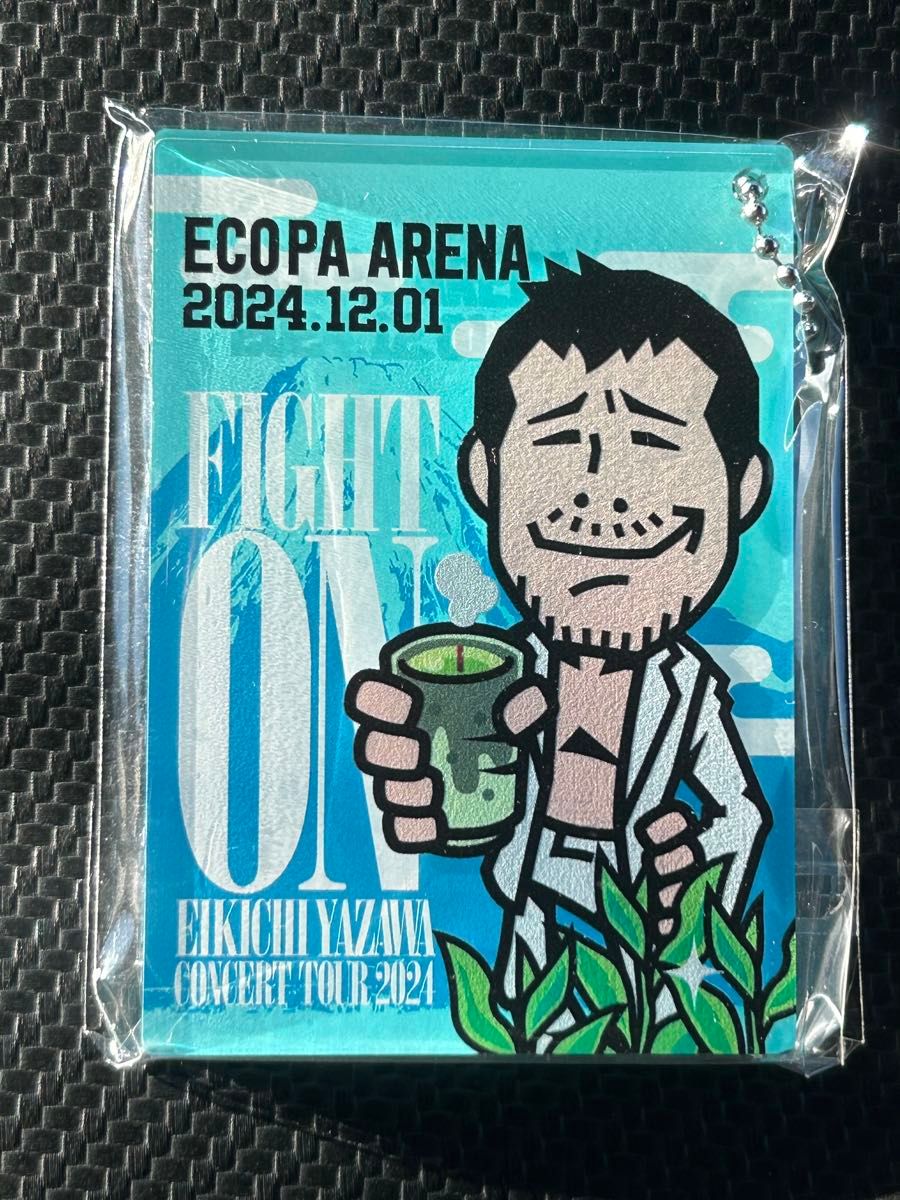 ECOPA ARENA
2024.12.01
FIGHT
ON
EIKICHI YAZAWA
CONCERT TOUR 2024